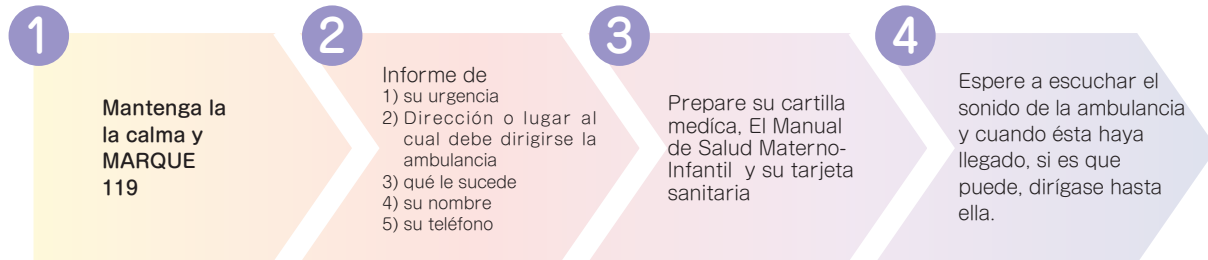 1
Mantenga la
la calma y
MARQUE
119
2
Informe de
1) su urgencia
2) Dirección o lugar al
cual debe dirigirse la
ambulancia
3) qué le sucede
4) su nombre
5) su teléfono
3
Prepare su cartilla
medíca, El Manual
de Salud Materno-
Infantil y su tarjeta
sanitaria
4
Espere a escuchar el
sonido de la ambulancia
y cuando ésta haya
llegado, si es que
puede, dirígase hasta
ella.